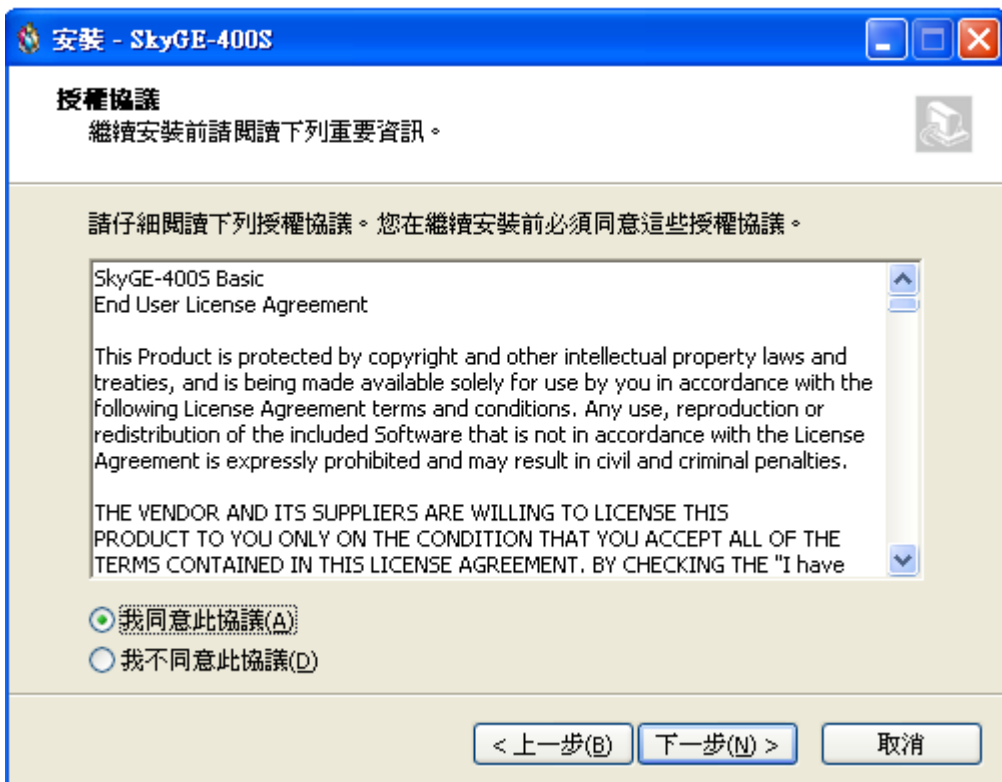 安裝 - SkyGE-400S
授權協議
繼續安裝前請閱讀下列重要資訊。
請仔細閱讀下列授權協議。您在繼續安裝前必須同意這些授權協議。
SkyGE-400S Basic
End User License Agreement
This Product is protected by copyright and other intellectual property laws and
treaties, and is being made available solely for use by you in accordance with the
following License Agreement terms and conditions. Any use, reproduction or
redistribution of the included Software that is not in accordance with the License
Agreement is expressly prohibited and may result in civil and criminal penalties.
THE VENDOR AND ITS SUPPLIERS ARE WILLING TO LICENSE THIS
PRODUCT TO YOU ONLY ON THE CONDITION THAT YOU ACCEPT ALL OF THE
TERMS CONTAINED IN THIS LICENSE AGREEMENT. BY CHECKING THE "I have
我同意此協議(A)
我不同意此協議(D)
< 上一步(B)
下一步(N) >
取消